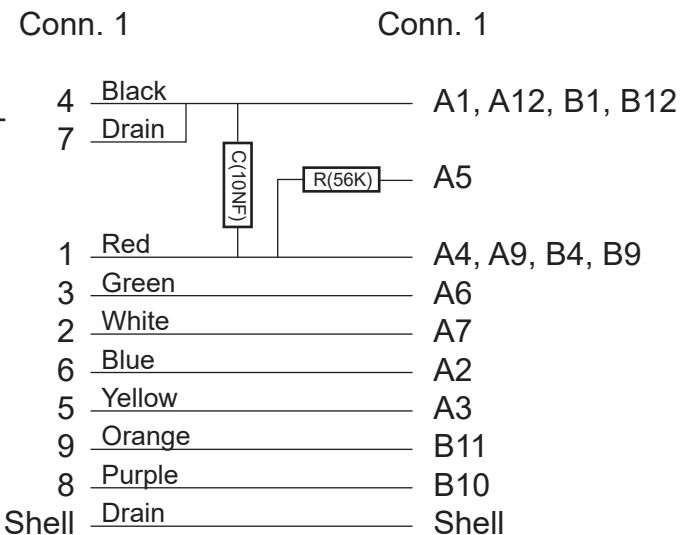 Conn. 1 Conn. 1
4 Black A1, A12, B1, B12
7 Drain
C(10NF)
R(56K) A5
1 Red A4, A9, B4, B9
3 Green A6
2 White A7
6 Blue A2
5 Yellow A3
9 Orange B11
8 Purple B10
Shell Drain Shell